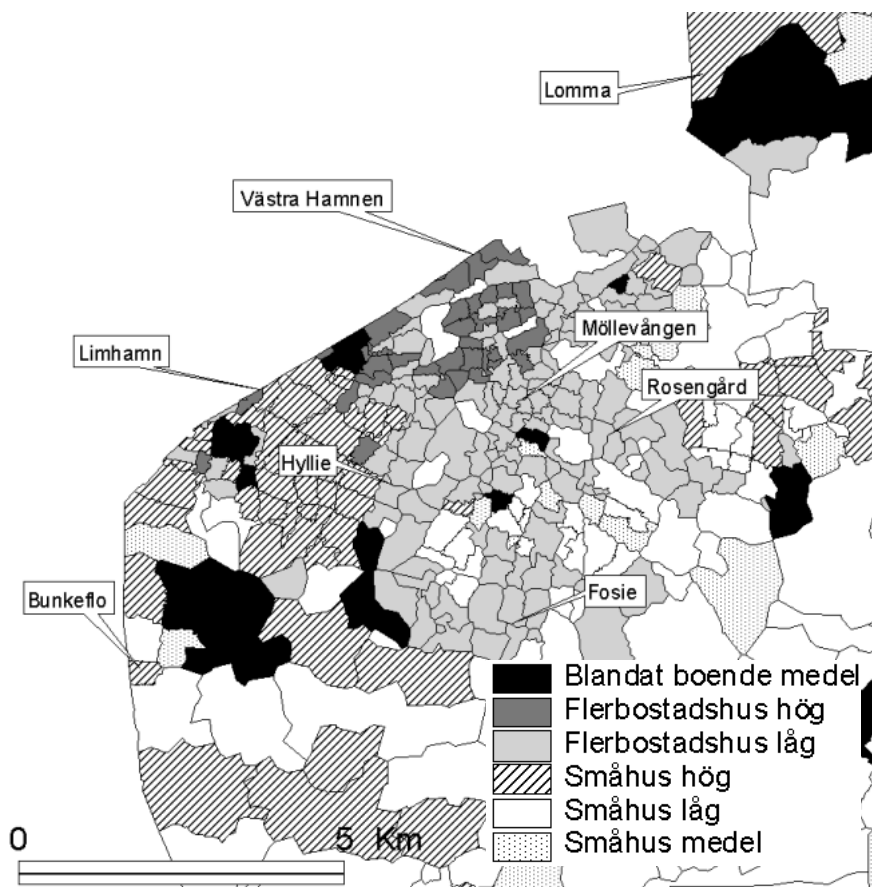 Lomma
Västra Hamnen
Möllevången
Limhamn
Rosengård
Hyllie
Bunkeflo
Fosie
Blandat boende medel
Flerbostadshus hög
Flerbostadshus låg
Småhus hög
Småhus låg
Småhus medel
0 5 Km